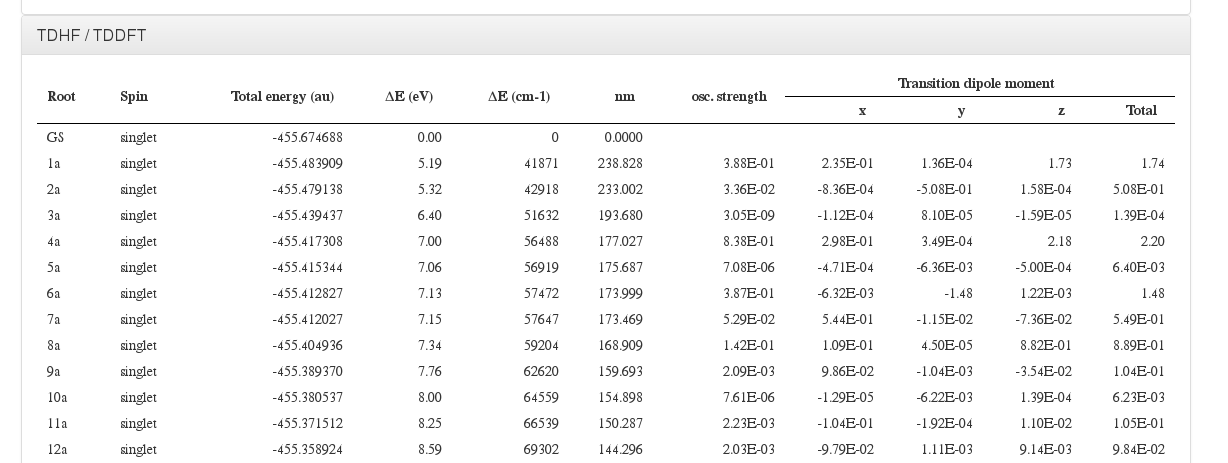 TDHF / TDDFT
Transition dipole moment
Root Spin Total energy (au) ΔE (eV) ΔE (cm-1) nm osc. strength
x y z Total
GS singlet -455.674688 0.00 0 0.0000
1a singlet -455.483909 5.19 41871 238.828 3.88E-01 2.35E-01 1.36E-04 1.73 1.74
2a singlet -455.479138 5.32 42918 233.002 3.36E-02 -8.36E-04 -5.08E-01 1.58E-04 5.08E-01
3a singlet -455.439437 6.40 51632 193.680 3.05E-09 -1.12E-04 8.10E-05 -1.59E-05 1.39E-04
4a singlet -455.417308 7.00 56488 177.027 8.38E-01 2.98E-01 3.49E-04 2.18 2.20
5a singlet -455.415344 7.06 56919 175.687 7.08E-06 -4.71E-04 -6.36E-03 -5.00E-04 6.40E-03
6a singlet -455.412827 7.13 57472 173.999 3.87E-01 -6.32E-03 -1.48 1.22E-03 1.48
7a singlet -455.412027 7.15 57647 173.469 5.29E-02 5.44E-01 -1.15E-02 -7.36E-02 5.49E-01
8a singlet -455.404936 7.34 59204 168.909 1.42E-01 1.09E-01 4.50E-05 8.82E-01 8.89E-01
9a singlet -455.389370 7.76 62620 159.693 2.09E-03 9.86E-02 -1.04E-03 -3.54E-02 1.04E-01
10a singlet -455.380537 8.00 64559 154.898 7.61E-06 -1.29E-05 -6.22E-03 1.39E-04 6.23E-03
11a singlet -455.371512 8.25 66539 150.287 2.23E-03 -1.04E-01 -1.92E-04 1.10E-02 1.05E-01
12a singlet -455.358924 8.59 69302 144.296 2.03E-03 -9.79E-02 1.11E-03 9.14E-03 9.84E-02